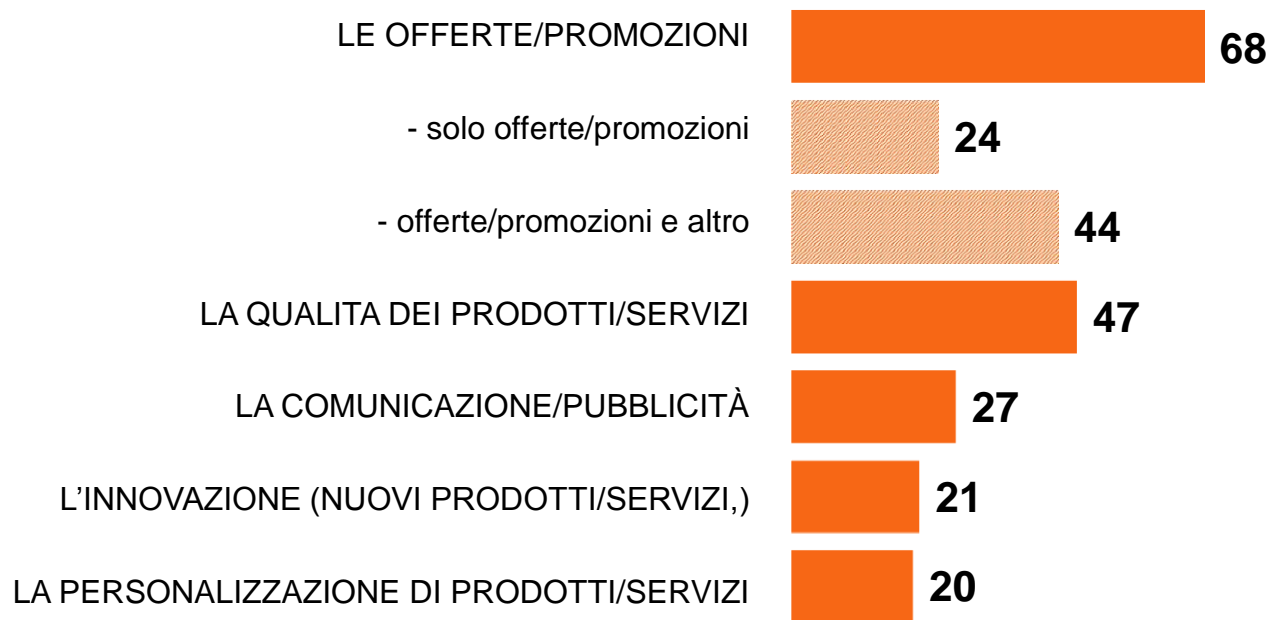 LE OFFERTE/PROMOZIONI 68
- solo offerte/promozioni 24
- offerte/promozioni e altro 44
LA QUALITA DEI PRODOTTI/SERVIZI 47
LA COMUNICAZIONE/PUBBLICITÀ 27
L’INNOVAZIONE (NUOVI PRODOTTI/SERVIZI,) 21
LA PERSONALIZZAZIONE DI PRODOTTI/SERVIZI 20